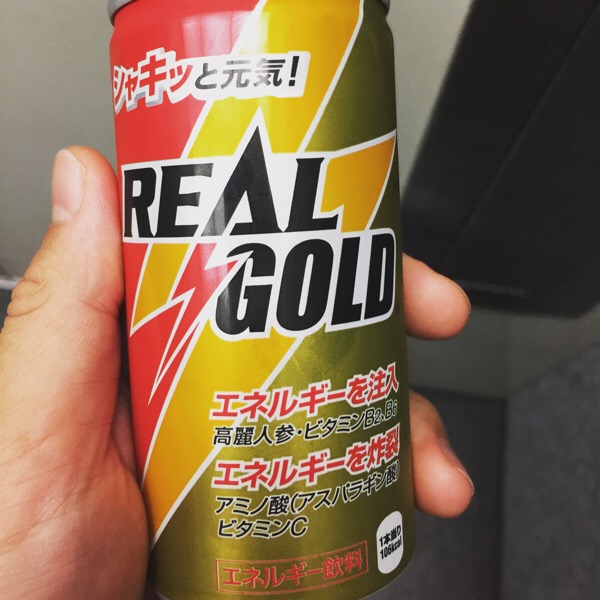 シャキッと元気!
REAL
GOLD
エネルギーを注入
高麗人参・ビタミンB2、B6
エネルギーを炸裂!
アミノ酸(アスパラギン酸)
ビタミンC
1本当り
106kcal
エネルギー飲料